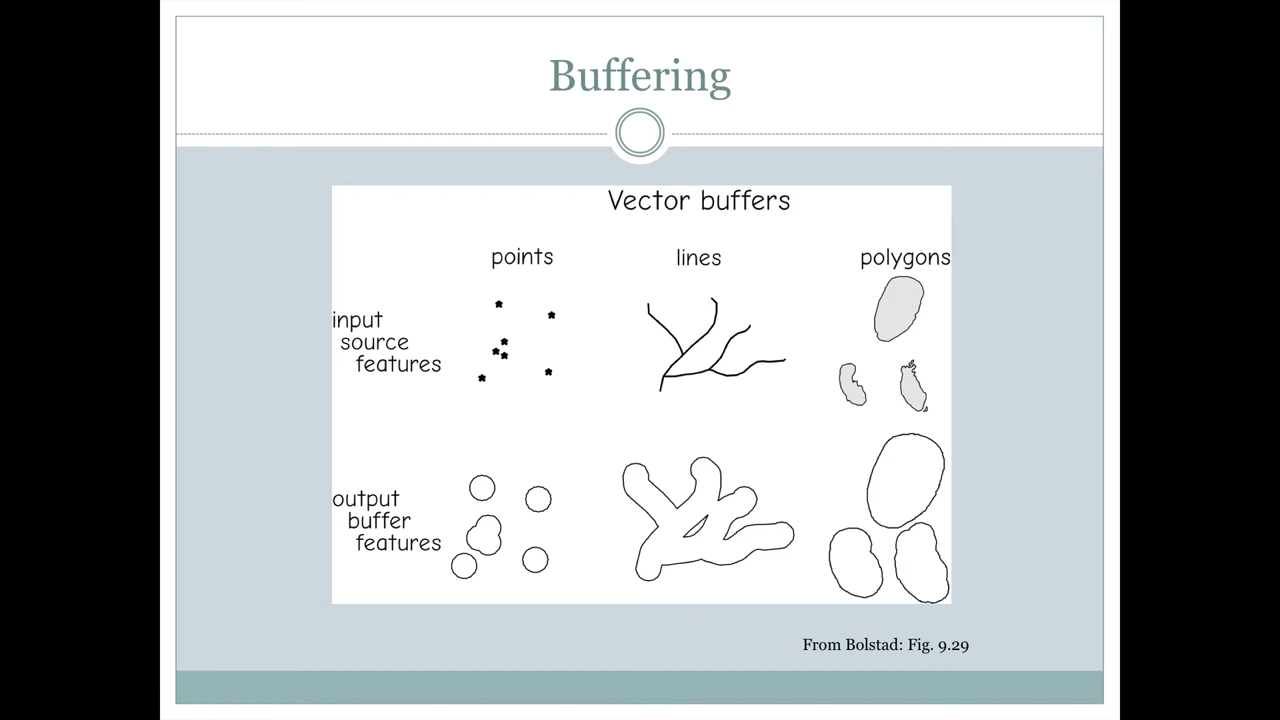 Buffering
Vector buffers
points
lines
polygons
input
source
features
output
buffer
features
From Bolstad: Fig. 9.29